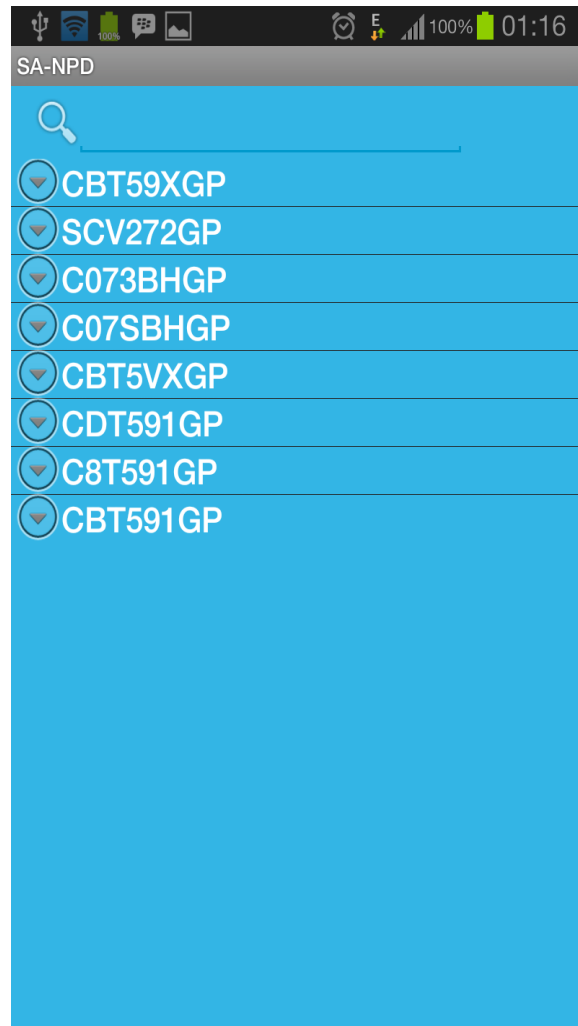 100%
E
100%
01:16
SA-NPD
CBT59XGP
SCV272GP
C073BHGP
C07SBHGP
CBT5VXGP
CDT591GP
C8T591GP
CBT591GP